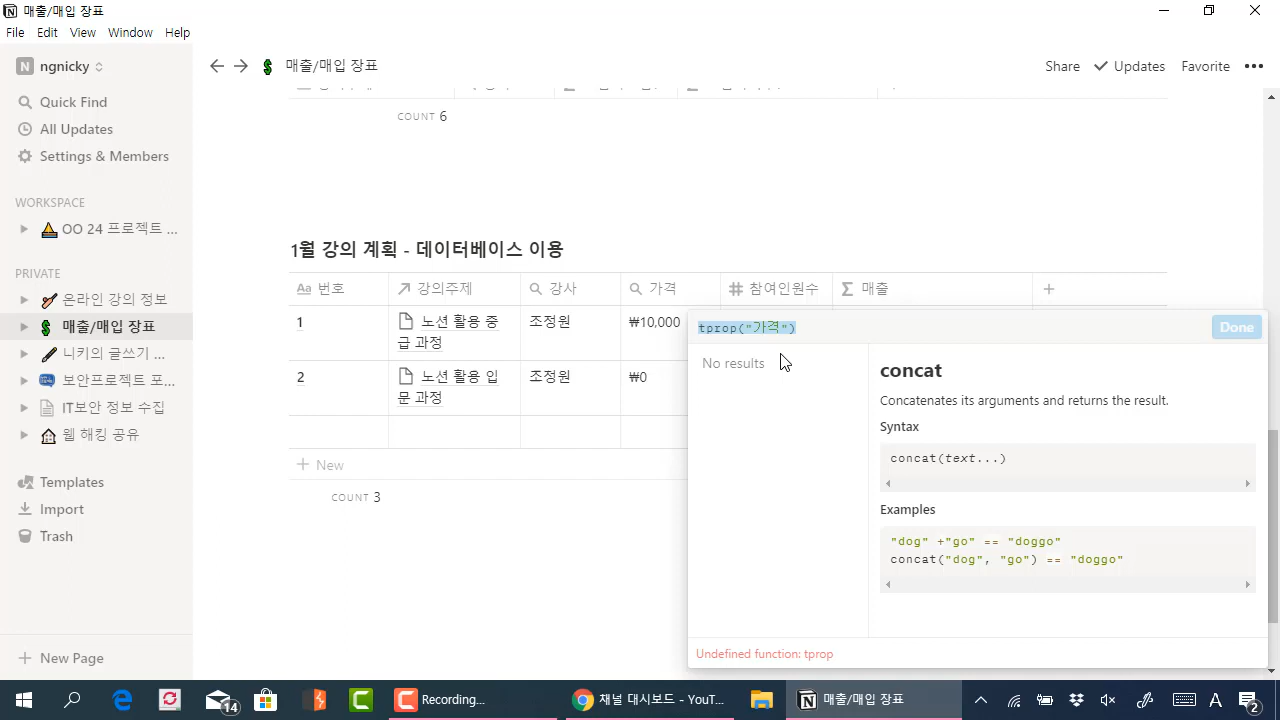 매출/매입 장표
File Edit View Window Help
N ngnicky
매출/매입 장표
Share Updates Favorite
Quick Find
All Updates
Settings & Members
COUNT 6
WORKSPACE
OO 24 프로젝트 ...
PRIVATE
온라인 강의 정보
매출/매입 장표
니키의 글쓰기 ...
보안프로젝트 포...
IT보안 정보 수집
웹 해킹 공유
Templates
Import
Trash
New Page
1월 강의 계획 - 데이터베이스 이용
Aa 번호 강의주제 강사 가격 참여인원수 매출
1 노션 활용 중급 과정 조정원 ₩10,000
2 노션 활용 입문 과정 조정원 ₩0
New
COUNT 3
tprop("가격")
Done
No results
concat
Concatenates its arguments and returns the result.
Syntax
concat(text...)
Examples
"dog" +"go" == "doggo"
concat("dog", "go") == "doggo"
Undefined function: tprop
14 Recording... 채널 대시보드 - YouT... 매출/매입 장표 A 2